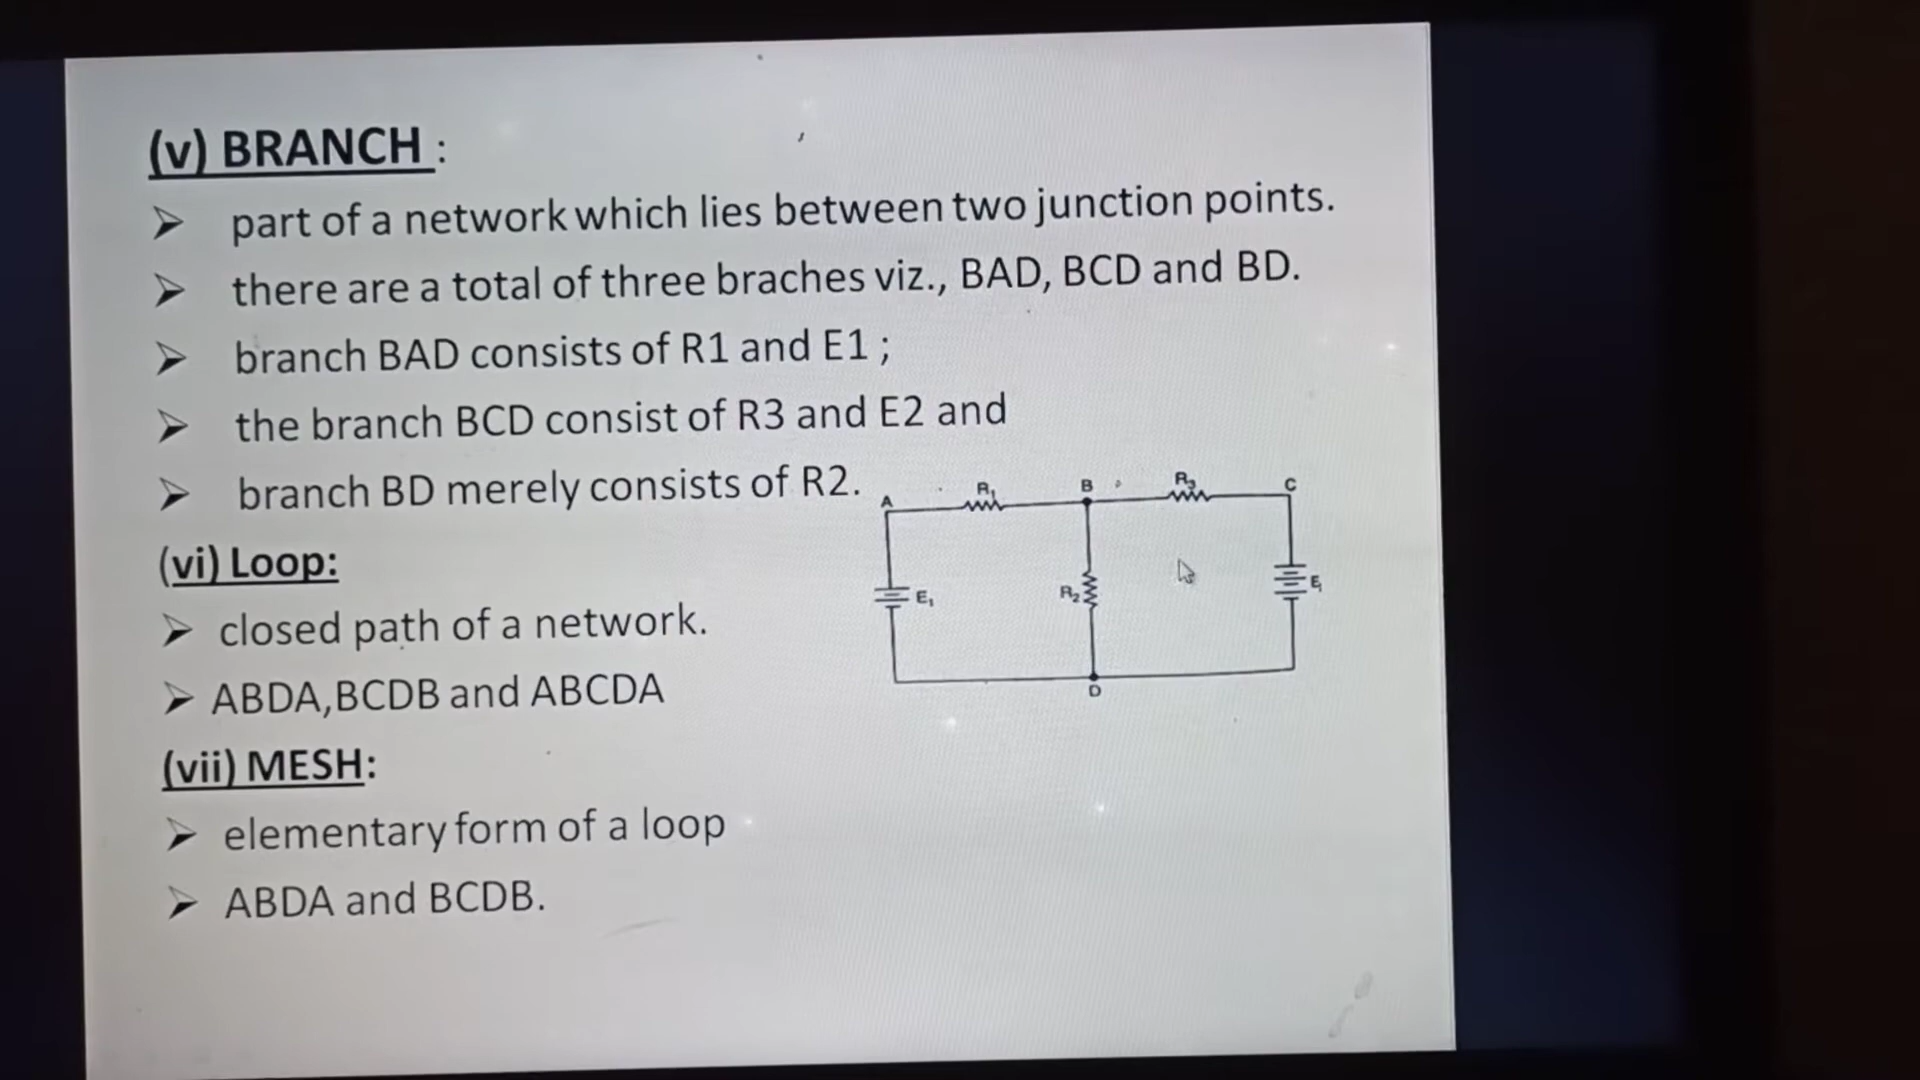 (v) BRANCH :
➢ part of a network which lies between two junction points.
➢ there are a total of three braches viz., BAD, BCD and BD.
➢ branch BAD consists of R1 and E1 ;
➢ the branch BCD consist of R3 and E2 and
➢ branch BD merely consists of R2.
A R₁ B R₃ C
E₁ R₂ E
D
(vi) Loop:
➢ closed path of a network.
➢ ABDA,BCDB and ABCDA
(vii) MESH:
➢ elementary form of a loop
➢ ABDA and BCDB.